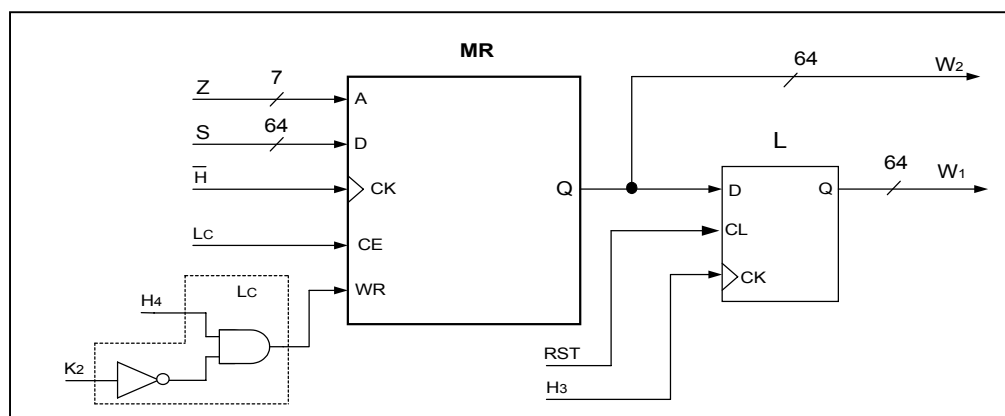 MR
Z 7 A
S 64 D
H̅ CK
Q
LC CE
WR
LC
H4
K2
64 W2
L
64 W1
D Q
CL
CK
RST
H3